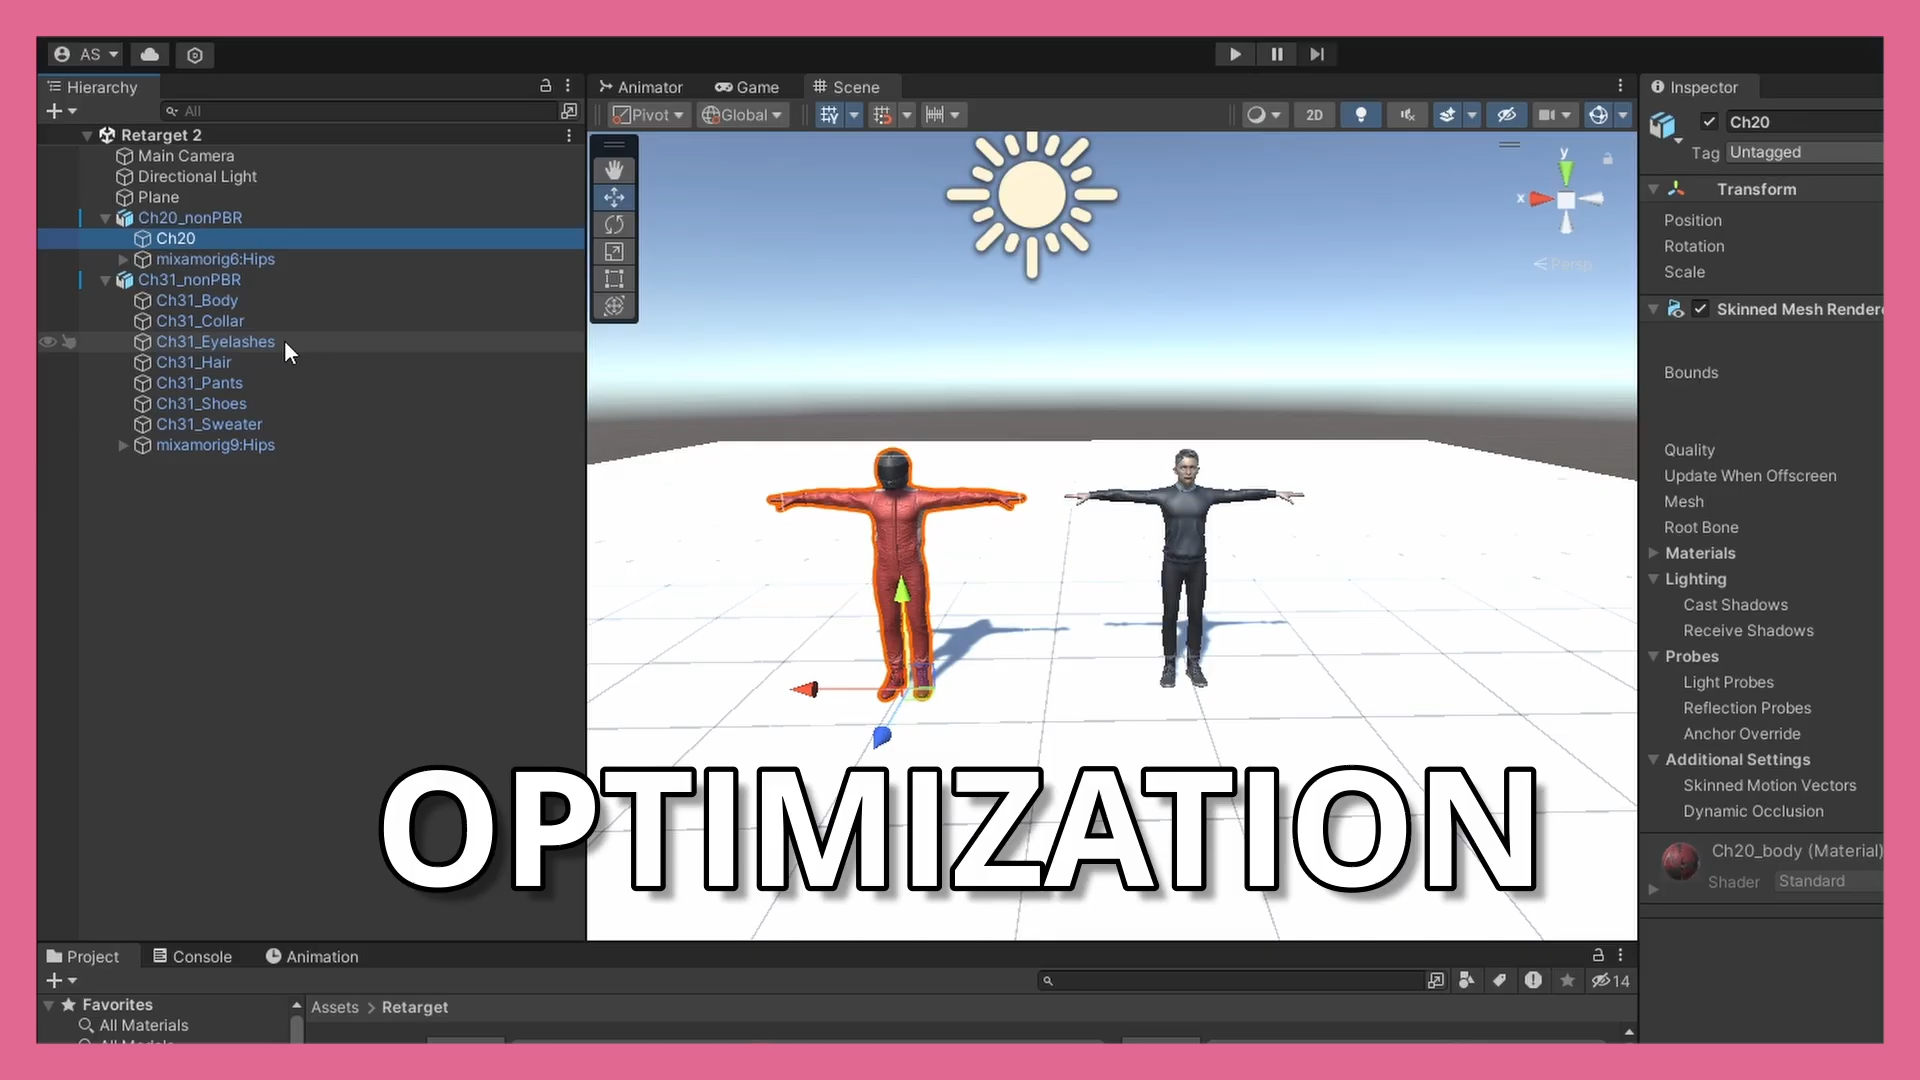 AS
Hierarchy
All
Retarget 2
Main Camera
Directional Light
Plane
Ch20_nonPBR
Ch20
mixamorig6:Hips
Ch31_nonPBR
Ch31_Body
Ch31_Collar
Ch31_Eyelashes
Ch31_Hair
Ch31_Pants
Ch31_Shoes
Ch31_Sweater
mixamorig9:Hips
Animator Game Scene
Pivot Global 2D
y
x
Persp
OPTIMIZATION
Inspector
Ch20
Tag Untagged
Transform
Position
Rotation
Scale
Skinned Mesh Rendere
Bounds
Quality
Update When Offscreen
Mesh
Root Bone
Materials
Lighting
Cast Shadows
Receive Shadows
Probes
Light Probes
Reflection Probes
Anchor Override
Additional Settings
Skinned Motion Vectors
Dynamic Occlusion
Ch20_body (Material)
Shader Standard
Project Console Animation
14
Favorites
All Materials
Assets > Retarget